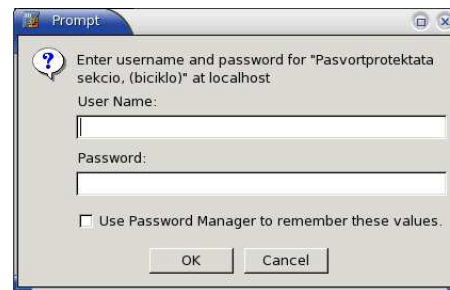 Prompt
Enter username and password for "Pasvortprotektata
sekcio, (biciklo)" at localhost
User Name:
Password:
Use Password Manager to remember these values.
OK
Cancel